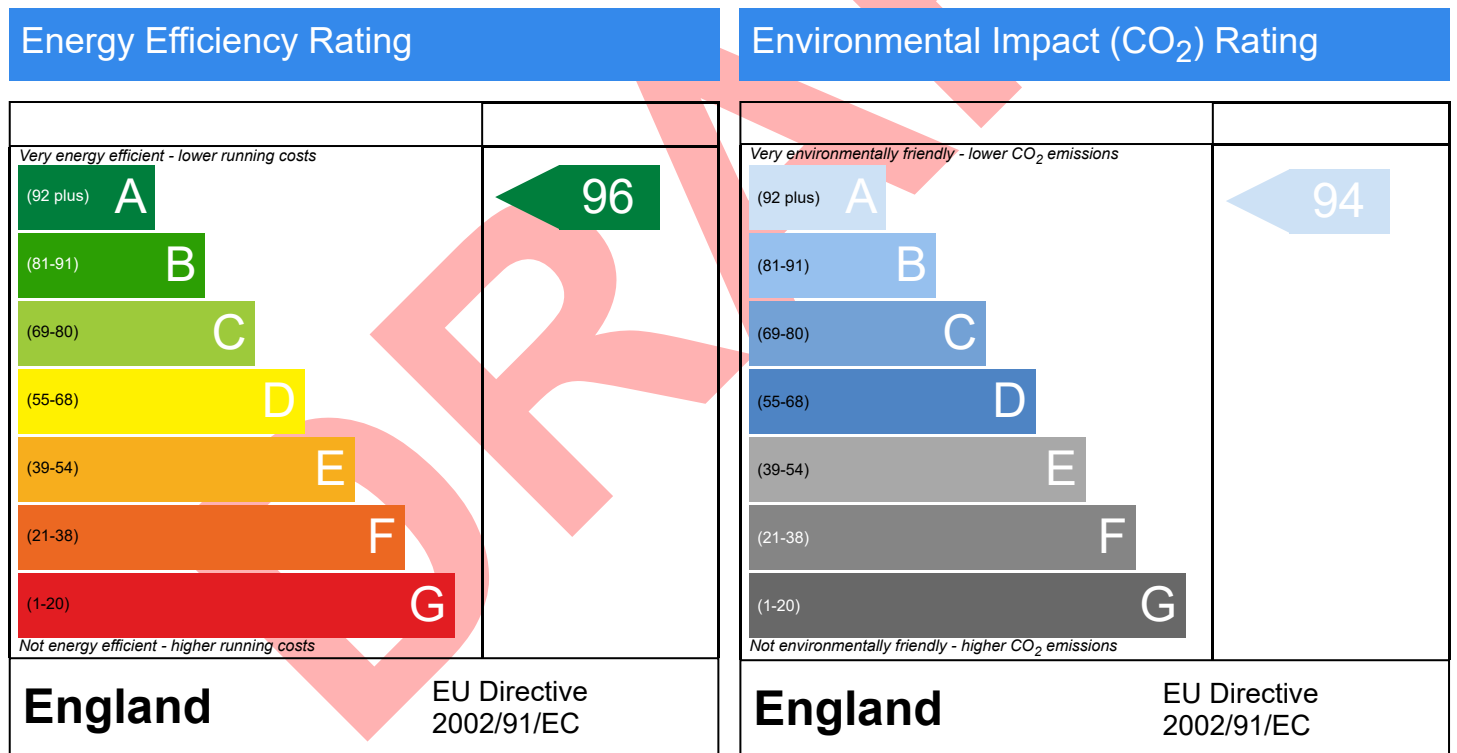 Energy Efficiency Rating
Very energy efficient - lower running costs
(92 plus) A
96
(81-91) B
(69-80) C
(55-68) D
(39-54) E
(21-38) F
(1-20) G
Not energy efficient - higher running costs
England
EU Directive
2002/91/EC
Environmental Impact (CO₂) Rating
Very environmentally friendly - lower CO₂ emissions
(92 plus) A
94
(81-91) B
(69-80) C
(55-68) D
(39-54) E
(21-38) F
(1-20) G
Not environmentally friendly - higher CO₂ emissions
England
EU Directive
2002/91/EC